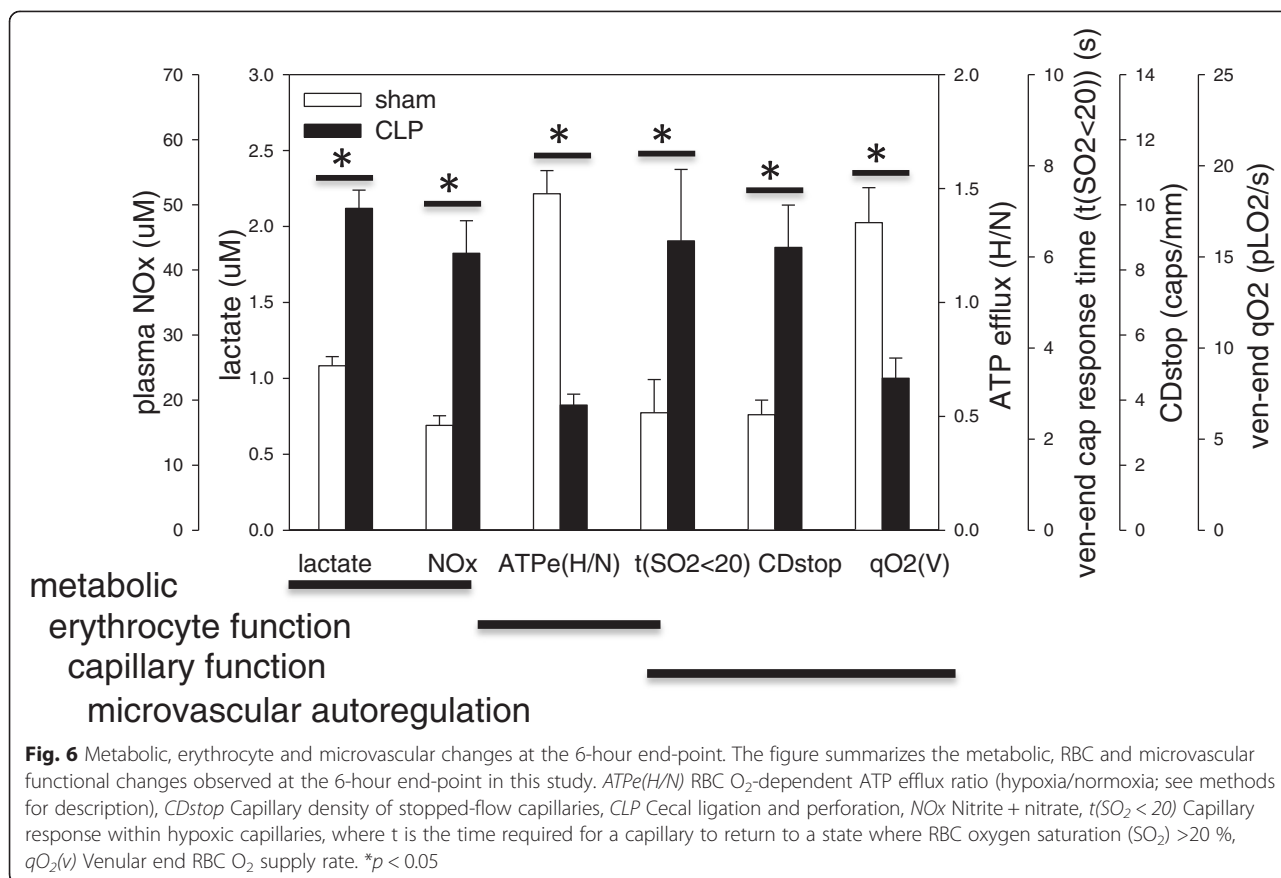 70
60
50
40
30
20
10
0
plasma NOx (uM)
3.0
2.5
2.0
1.5
1.0
0.5
0.0
lactate (uM)
sham
CLP
* * * * * *
2.0
1.5
1.0
0.5
0.0
ATP efflux (H/N)
10
8
6
4
2
0
ven-end cap response time (t(SO2<20)) (s)
14
12
10
8
6
4
2
0
CDstop (caps/mm)
25
20
15
10
5
0
ven-end qO2 (pLO2/s)
lactate NOx ATPe(H/N) t(SO2<20) CDstop qO2(V)
metabolic
erythrocyte function
capillary function
microvascular autoregulation
Fig. 6 Metabolic, erythrocyte and microvascular changes at the 6-hour end-point. The figure summarizes the metabolic, RBC and microvascular
functional changes observed at the 6-hour end-point in this study. ATPe(H/N) RBC O₂-dependent ATP efflux ratio (hypoxia/normoxia; see methods
for description), CDstop Capillary density of stopped-flow capillaries, CLP Cecal ligation and perforation, NOx Nitrite + nitrate, t(SO₂ < 20) Capillary
response within hypoxic capillaries, where t is the time required for a capillary to return to a state where RBC oxygen saturation (SO₂) >20 %,
qO₂(v) Venular end RBC O₂ supply rate. *p < 0.05